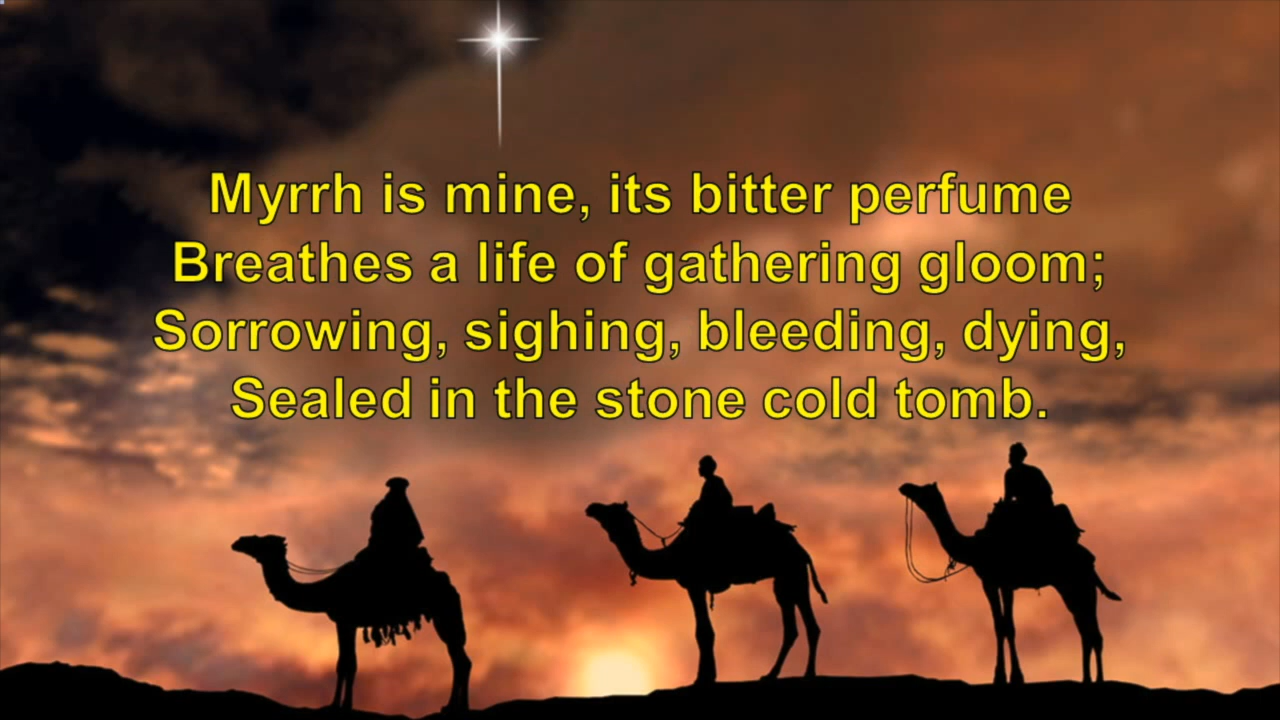 Myrrh is mine, its bitter perfume
Breathes a life of gathering gloom;
Sorrowing, sighing, bleeding, dying,
Sealed in the stone cold tomb.